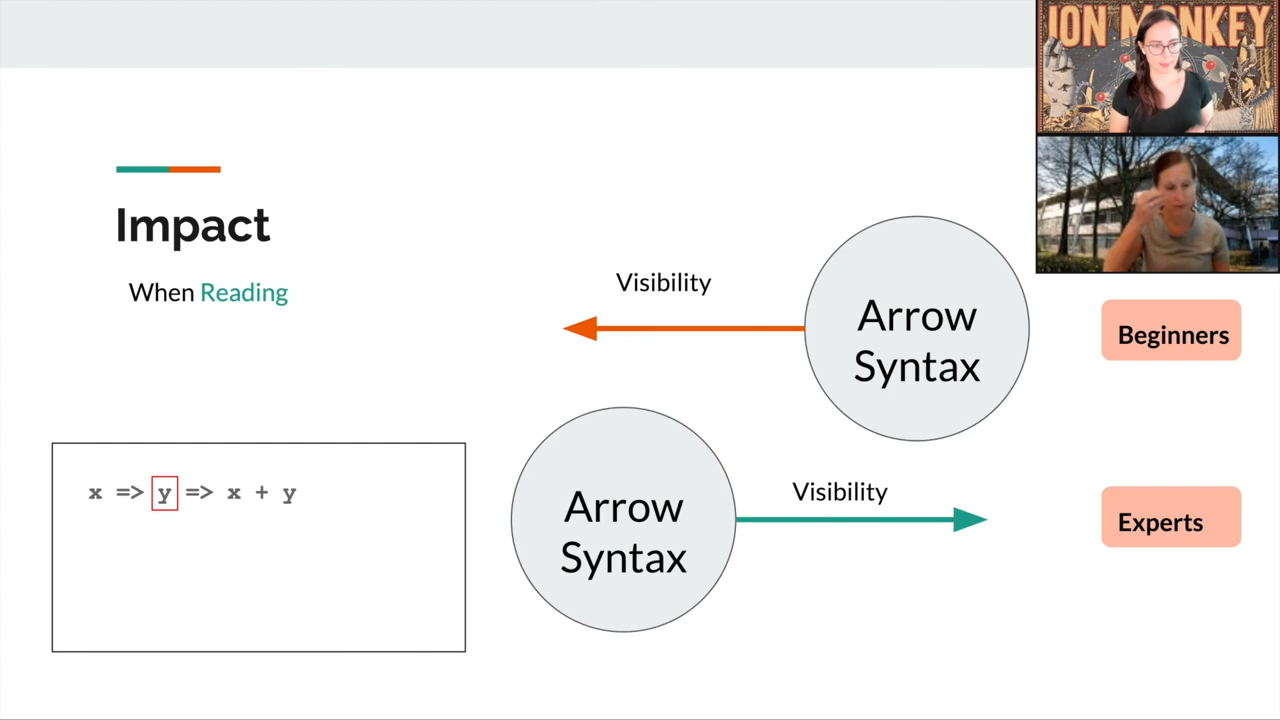 ION MONKEY
Impact
When Reading
Visibility
Arrow
Syntax
Beginners
x => y => x + y
Arrow
Syntax
Visibility
Experts